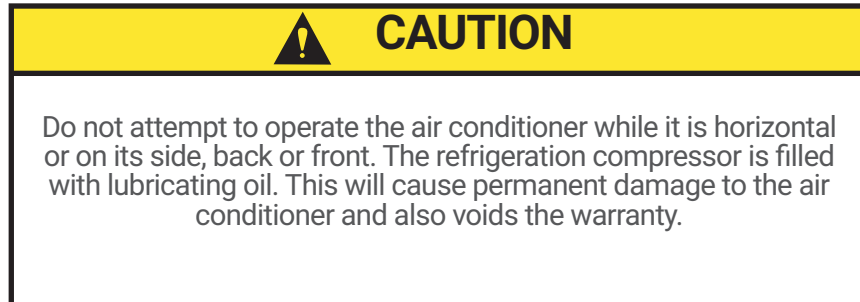 CAUTION
Do not attempt to operate the air conditioner while it is horizontal
or on its side, back or front. The refrigeration compressor is filled
with lubricating oil. This will cause permanent damage to the air
conditioner and also voids the warranty.